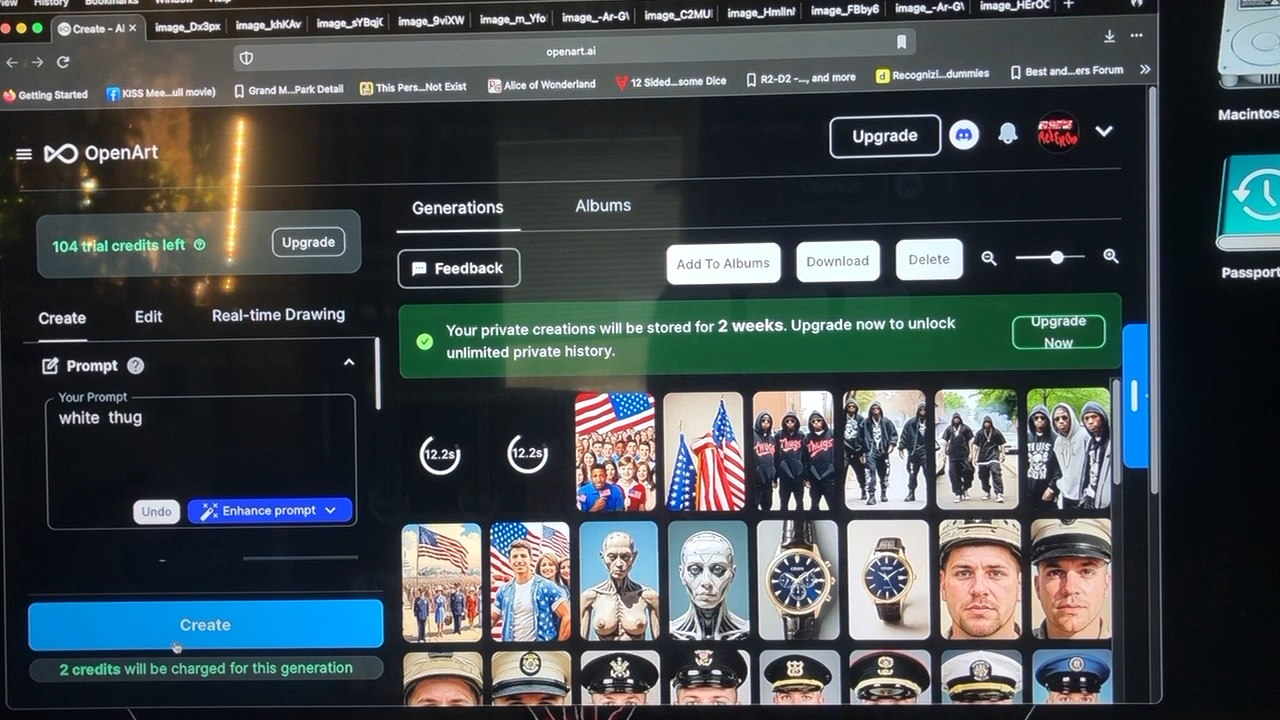 View History Bookmarks Window Help
Create - AI × image_Dx3px image_khKAv image_sYBqjC image_9viXW image_m_Yfo image_-Ar-G\ image_C2MU image_HmIInI image_FBby6 image_-Ar-G\ image_HErOC +
openart.ai
Getting Started KISS Mee...ull movie) Grand M...Park Detail This Pers...Not Exist Alice of Wonderland 12 Sided...some Dice R2-D2 -..., and more Recognizi...dummies Best and...ers Forum »
Macintos
OpenArt
Upgrade
Generations Albums
104 trial credits left Upgrade
Feedback Add To Albums Download Delete
Passport
Create Edit Real-time Drawing
Your private creations will be stored for 2 weeks. Upgrade now to unlock
unlimited private history.
Upgrade
Now
Prompt ?
Your Prompt
white thug
12.2s 12.2s
Thugs
Undo Enhance prompt
Create
2 credits will be charged for this generation